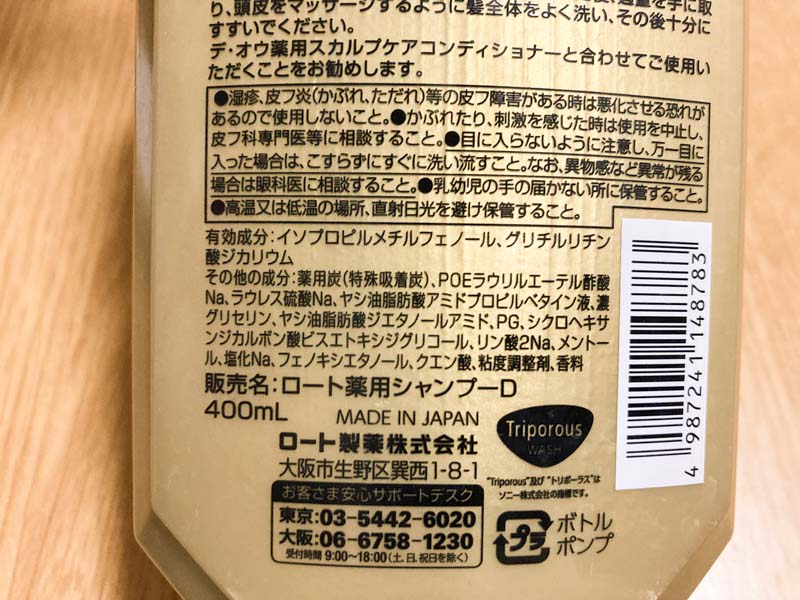 り、頭皮をマッサージするように髪全体をよく洗い、その後十分に
すすいでください。
デ・オウ薬用スカルプケアコンディショナーと合わせてご使用い
ただくことをお勧めします。
●湿疹、皮フ炎(かぶれ、ただれ)等の皮フ障害がある時は悪化させる恐れが
あるので使用しないこと。●かぶれたり、刺激を感じた時は使用を中止し、
皮フ科専門医等に相談すること。●目に入らないように注意し、万一目に
入った場合は、こすらずにすぐに洗い流すこと。なお、異物感など異常が残る
場合は眼科医に相談すること。●乳幼児の手の届かない所に保管すること。
●高温又は低温の場所、直射日光を避け保管すること。
有効成分:イソプロピルメチルフェノール、グリチルリチン
酸ジカリウム
その他の成分:薬用炭(特殊吸着炭)、POEラウリルエーテル酢酸
Na、ラウレス硫酸Na、ヤシ油脂肪酸アミドプロピルベタイン液、濃
グリセリン、ヤシ油脂肪酸ジエタノールアミド、PG、シクロヘキサ
ンジカルボン酸ビスエトキシジグリコール、リン酸2Na、メントー
ル、塩化Na、フェノキシエタノール、クエン酸、粘度調整剤、香料
販売名:ロート薬用シャンプーD
400mL MADE IN JAPAN
ロート製薬株式会社
大阪市生野区巽西1-8-1
お客さま安心サポートデスク
東京:03-5442-6020
大阪:06-6758-1230
受付時間 9:00~18:00(土、日、祝日を除く)
Triporous
WASH
"Triporous"及び"トリポーラス"は
ソニー株式会社の商標です。
プラ
ボトル
ポンプ
4 987241 148783